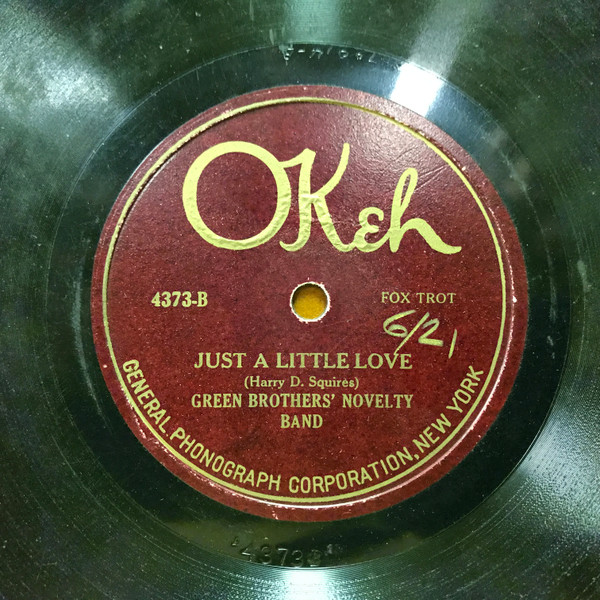 OKeh
4373-B
FOX TROT
6/21
JUST A LITTLE LOVE
(Harry D. Squires)
GREEN BROTHERS' NOVELTY
BAND
GENERAL PHONOGRAPH CORPORATION, NEW YORK